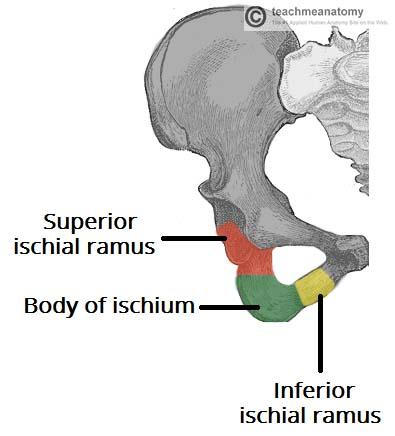 © teachmeanatomy
The #1 Applied Human Anatomy Site on the Web.
Superior
ischial ramus
Body of ischium
Inferior
ischial ramus